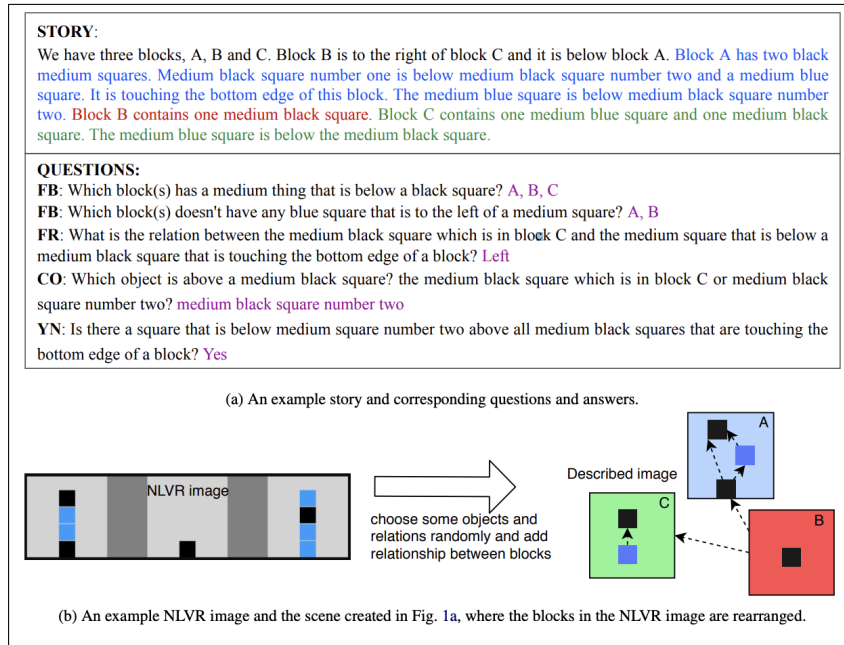 STORY:
We have three blocks, A, B and C. Block B is to the right of block C and it is below block A. Block A has two black
medium squares. Medium black square number one is below medium black square number two and a medium blue
square. It is touching the bottom edge of this block. The medium blue square is below medium black square number
two. Block B contains one medium black square. Block C contains one medium blue square and one medium black
square. The medium blue square is below the medium black square.
QUESTIONS:
FB: Which block(s) has a medium thing that is below a black square? A, B, C
FB: Which block(s) doesn't have any blue square that is to the left of a medium square? A, B
FR: What is the relation between the medium black square which is in block C and the medium square that is below a
medium black square that is touching the bottom edge of a block? Left
CO: Which object is above a medium black square? the medium black square which is in block C or medium black
square number two? medium black square number two
YN: Is there a square that is below medium square number two above all medium black squares that are touching the
bottom edge of a block? Yes
(a) An example story and corresponding questions and answers.
NLVR image
choose some objects and
relations randomly and add
relationship between blocks
Described image
A
C
B
(b) An example NLVR image and the scene created in Fig. 1a, where the blocks in the NLVR image are rearranged.